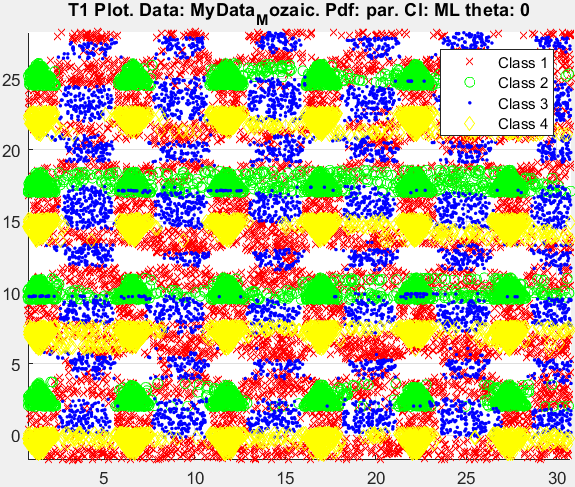 T1 Plot. Data: MyData_Mozaic. Pdf: par. Cl: ML theta: 0
25
20
15
10
5
0
Class 1
Class 2
Class 3
Class 4
5
10
15
20
25
30